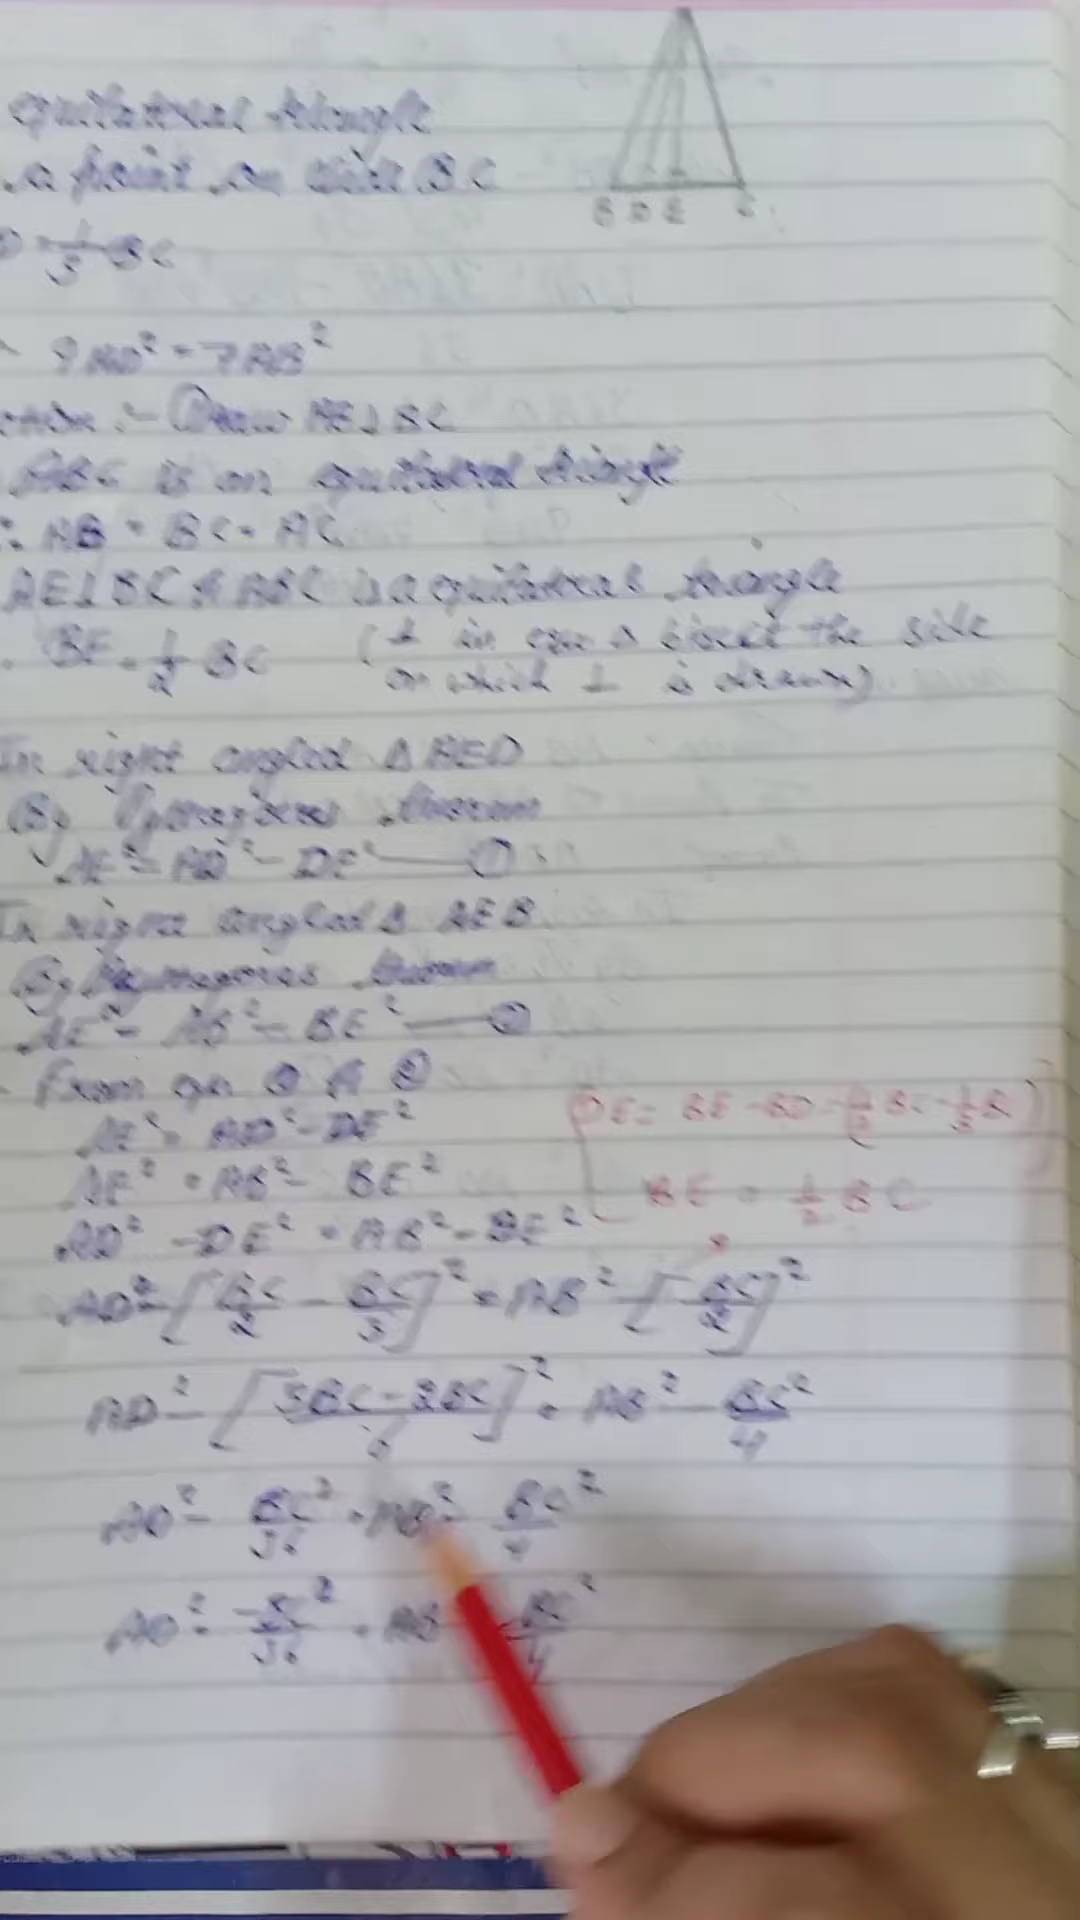 equilateral triangle
a point on side BC
D = 1/3 BC
9AD² = 7AB²
ction :- Draw AE⊥BC
ABC is an equilateral triangle
∴ AB = BC = AC
AE⊥BC & ABC is a equilateral triangle
BE = 1/2 BC (⊥ in equ Δ bisect the side
on which ⊥ is drawn)
B D E C
In right angled Δ AED
By Pythagoras theorem
AE² = AD² - DE² — ①
In right angled Δ AEB
By Pythagoras theorem
AE² = AB² - BE² — ②
From eqn ① & ②
AE² = AD² - DE²
AE² = AB² - BE²
AD² - DE² = AB² - BE²
[DE = BE - BD = 1/2 BC - 1/3 BC]
BE = 1/2 BC
AD² - [BC/2 - BC/3]² = AB² - [BC/2]²
AD² - [3BC - 2BC / 6]² = AB² - BC²/4
AD² - BC²/36 = AB² - BC²/4